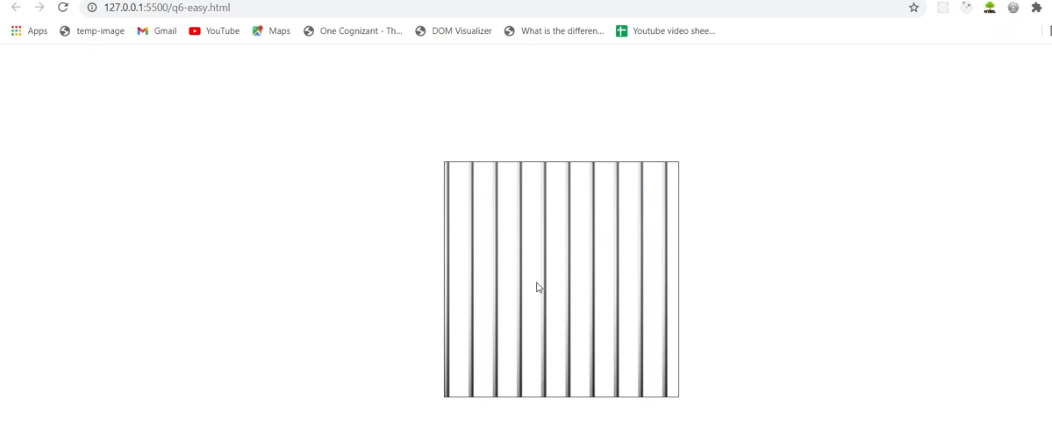 127.0.0.1:5500/q6-easy.html
Apps temp-image Gmail YouTube Maps One Cognizant - Th... DOM Visualizer What is the differen... Youtube video shee...